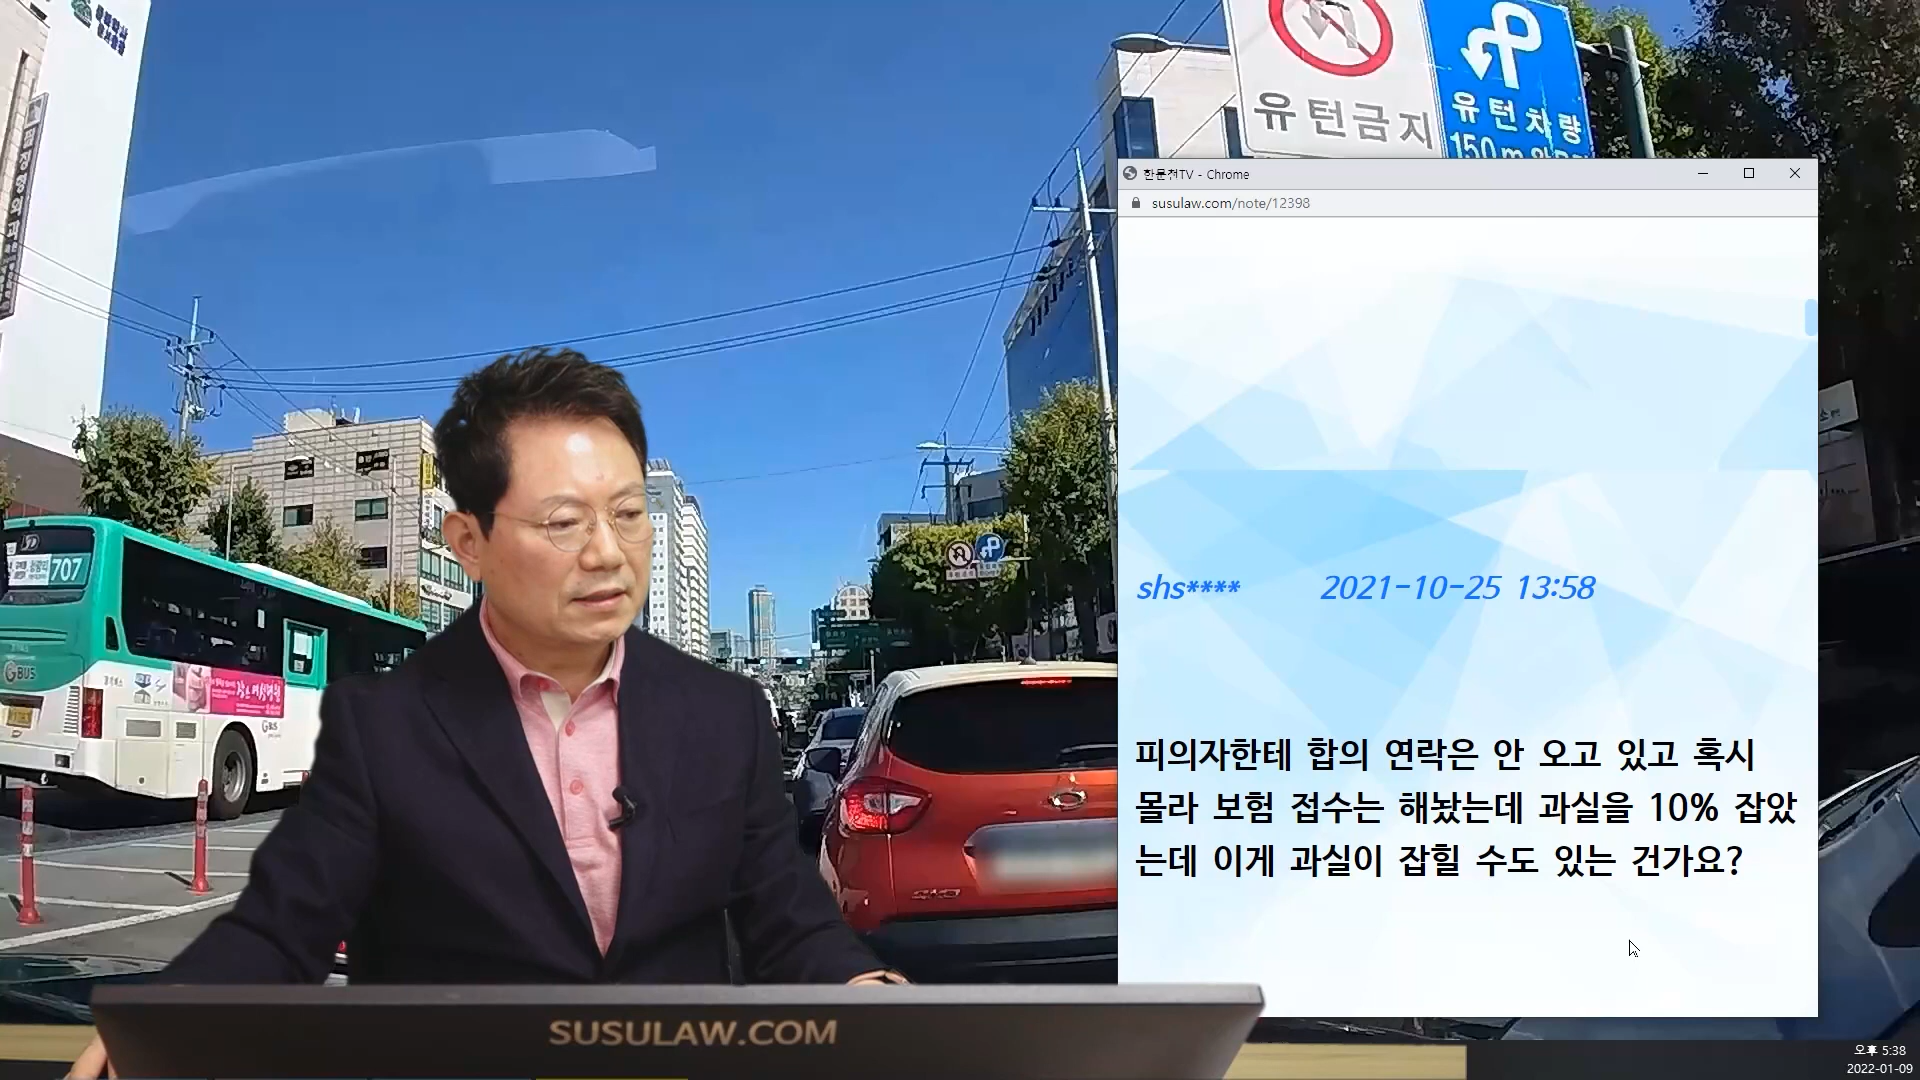 유턴금지
유턴차량
150m
한문철TV - Chrome
susulaw.com/note/12398
707
GBUS
GBUS
shs**** 2021-10-25 13:58
피의자한테 합의 연락은 안 오고 있고 혹시
몰라 보험 접수는 해놨는데 과실을 10% 잡았
는데 이게 과실이 잡힐 수도 있는 건가요?
SUSULAW.COM
오후 5:38
2022-01-09